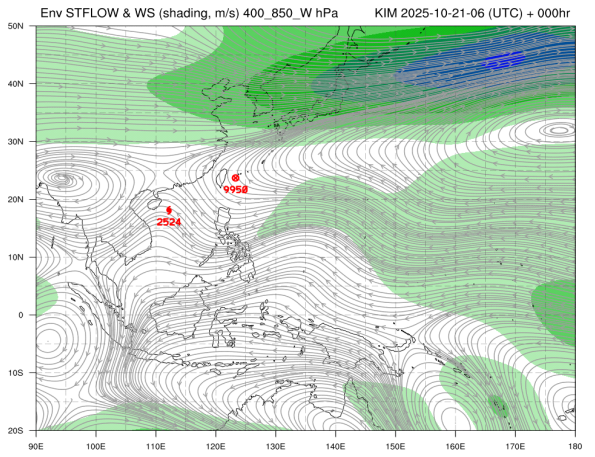 Env STFLOW & WS (shading, m/s) 400_850_W hPa KIM 2025-10-21-06 (UTC) + 000hr
50N
40N
30N
20N
10N
0
10S
20S
9950
2524
90E 100E 110E 120E 130E 140E 150E 160E 170E 180